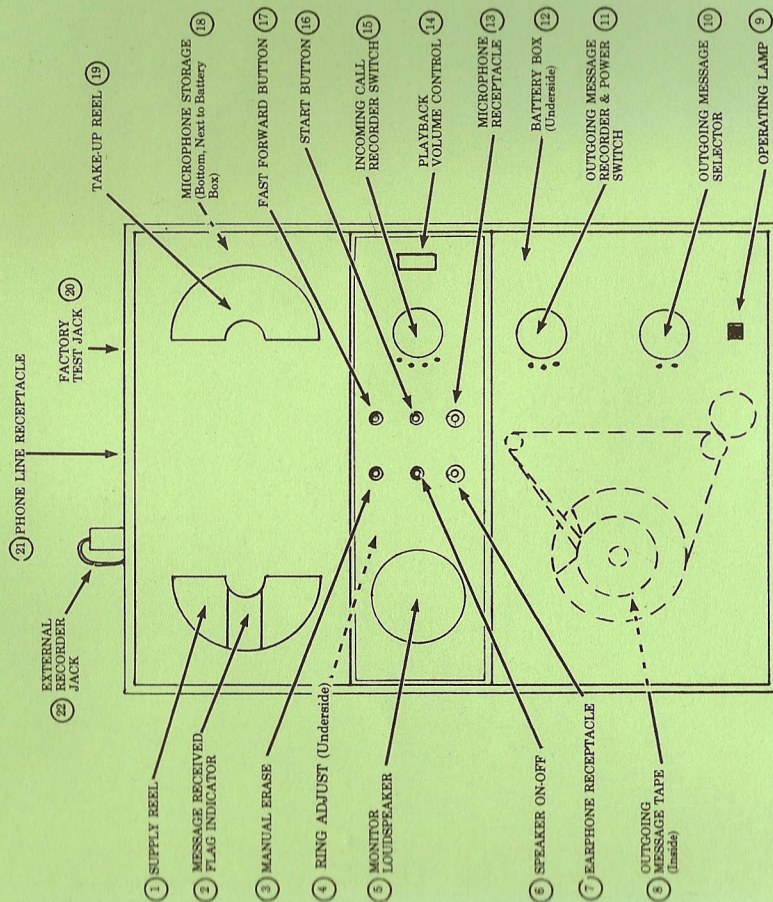 ① SUPPLY REEL
② MESSAGE RECEIVED
FLAG INDICATOR
③ MANUAL ERASE
④ RING ADJUST (Underside)
⑤ MONITOR
LOUDSPEAKER
⑥ SPEAKER ON-OFF
⑦ EARPHONE RECEPTACLE
OUTGOING
⑧ MESSAGE TAPE
(Inside)
OPERATING LAMP ⑨
OUTGOING MESSAGE ⑩
SELECTOR
OUTGOING MESSAGE ⑪
RECORDER & POWER
SWITCH
BATTERY BOX ⑫
(Underside)
MICROPHONE ⑬
RECEPTACLE
PLAYBACK ⑭
VOLUME CONTROL
INCOMING CALL ⑮
RECORDER SWITCH
START BUTTON ⑯
FAST FORWARD BUTTON ⑰
MICROPHONE STORAGE ⑱
(Bottom, Next to Battery
Box)
TAKE-UP REEL ⑲
FACTORY
TEST JACK ⑳
㉑ PHONE LINE RECEPTACLE
EXTERNAL
㉒ RECORDER
JACK